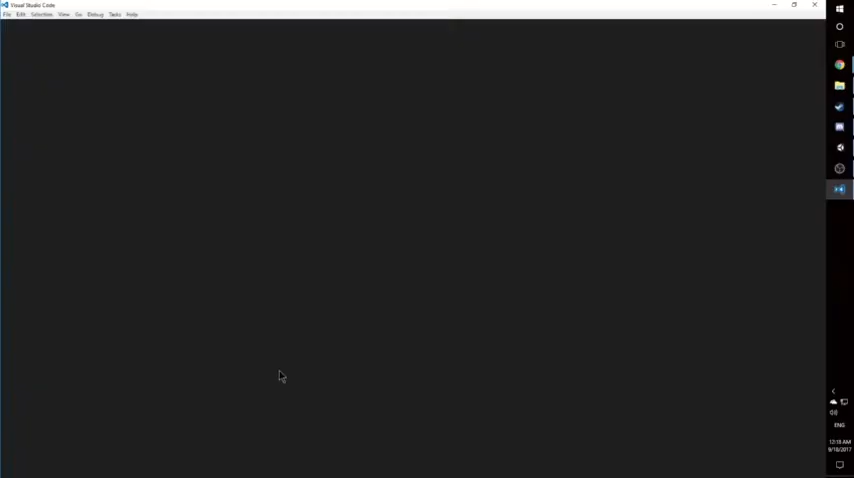 Visual Studio Code
File Edit Selection View Go Debug Tasks Help
ENG
12:18 AM
9/18/2017